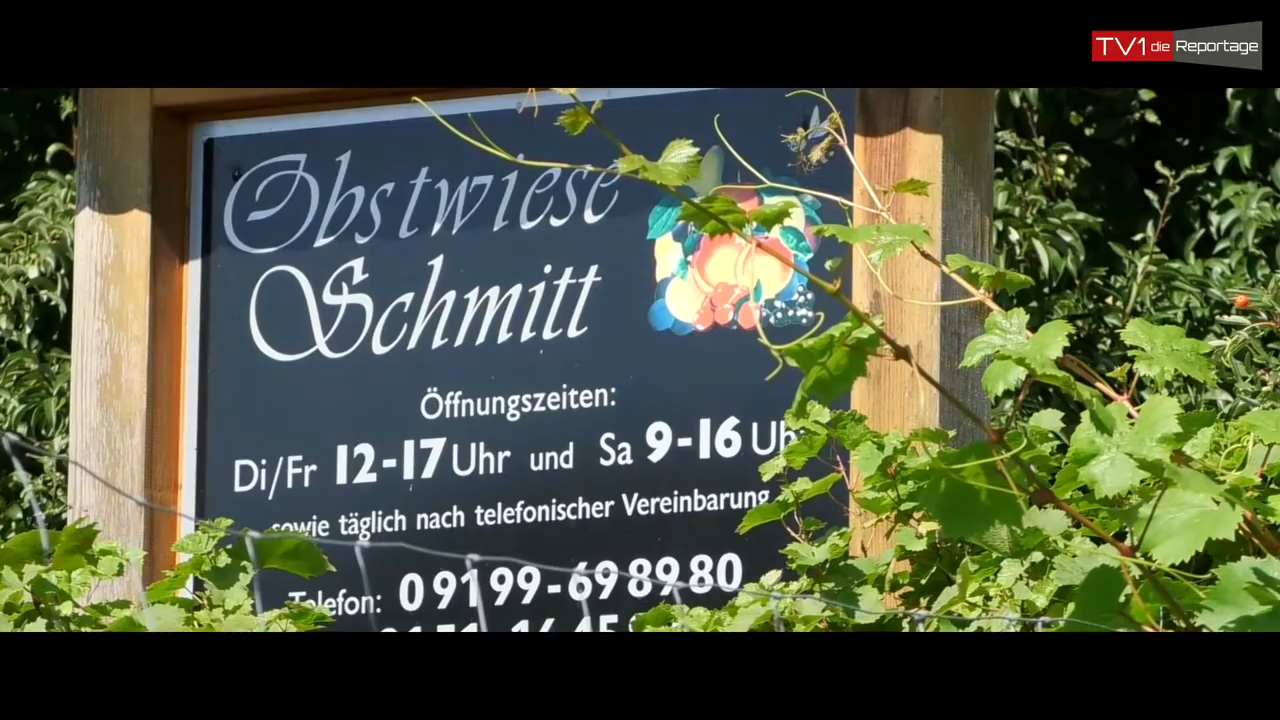 TV1 die Reportage
Obstwiese
Schmitt
Öffnungszeiten:
Di/Fr 12-17 Uhr und Sa 9-16 Uhr
sowie täglich nach telefonischer Vereinbarung
Telefon: 09199-698980